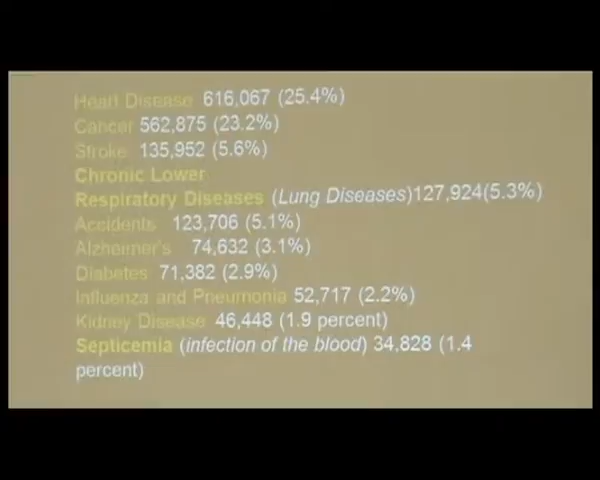 Heart Disease 616,067 (25.4%)
Cancer 562,875 (23.2%)
Stroke 135,952 (5.6%)
Chronic Lower
Respiratory Diseases (Lung Diseases)127,924(5.3%)
Accidents 123,706 (5.1%)
Alzheimer's 74,632 (3.1%)
Diabetes 71,382 (2.9%)
Influenza and Pneumonia 52,717 (2.2%)
Kidney Disease 46,448 (1.9 percent)
Septicemia (infection of the blood) 34,828 (1.4
percent)